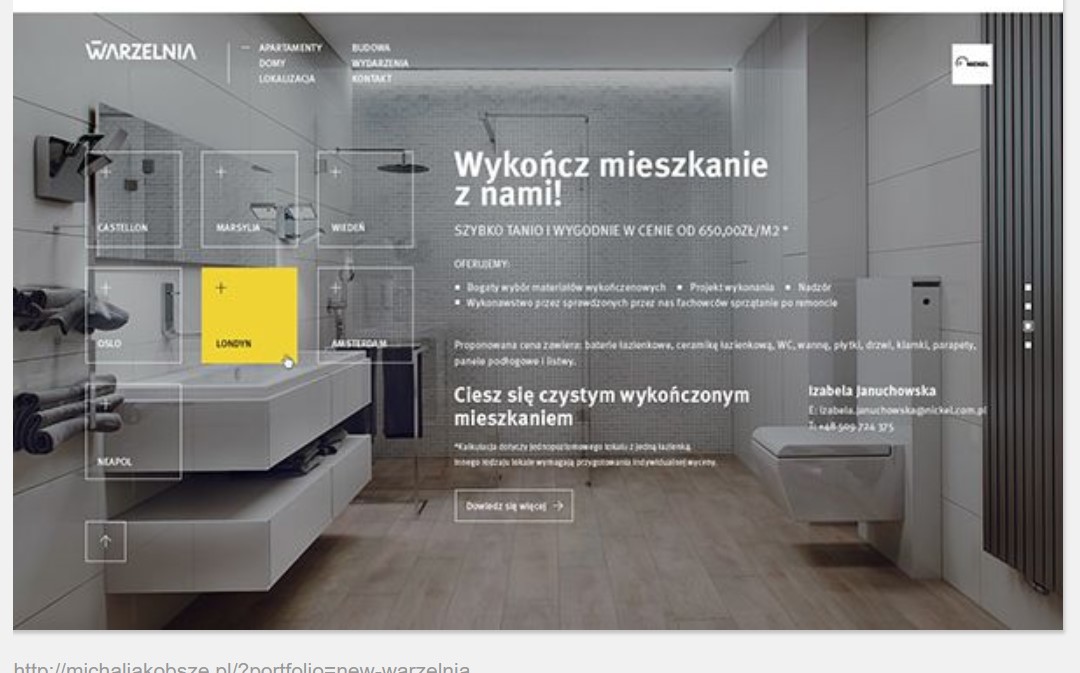 WARZELNIA
APARTAMENTY
DOMY
LOKALIZACJA
BUDOWA
WYDARZENIA
KONTAKT
NICKEL
CASTELLON
MARSYLIA
WIEDEŃ
OSLO
LONDYN
AMSTERDAM
NEAPOL
Wykończ mieszkanie
z nami!
SZYBKO TANIO I WYGODNIE W CENIE OD 650,00ZŁ/M2 *
OFERUJEMY:
Bogaty wybór materiałów wykończeniowych ▪ Projekt wykonania ▪ Nadzór
Wykonawstwo przez sprawdzonych przez nas fachowców sprzątanie po remoncie
Proponowana cena zawiera: baterie łazienkowe, ceramikę łazienkową, WC, wannę, płytki, drzwi, klamki, parapety,
panele podłogowe i listwy.
Ciesz się czystym wykończonym
mieszkaniem
*Kalkulacja dotyczy jednopoziomowego lokalu z jedną łazienką.
Innego rodzaju lokale wymagają przygotowania indywidualnej wyceny.
Dowiedz się więcej →
Izabela Januchowska
E: izabela.januchowska@nickel.com.pl
T: +48 509 724 375
http://michaljakobsze.pl/?portfolio=new-warzelnia